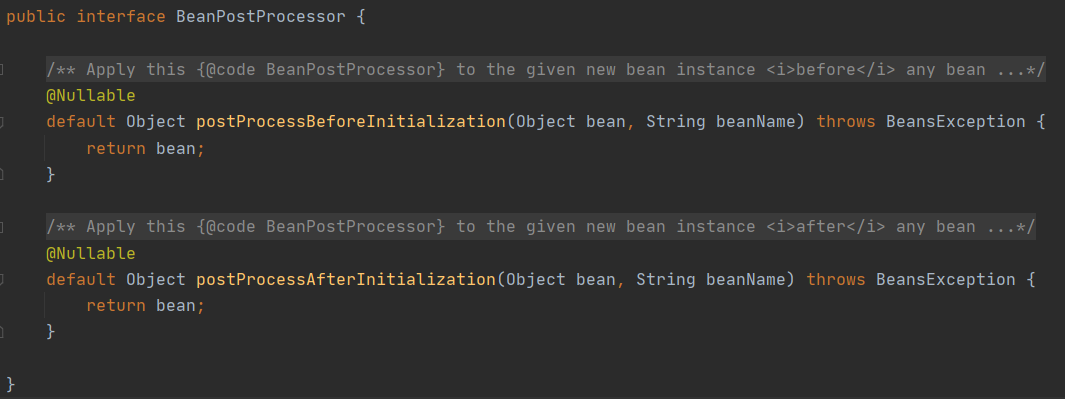 public interface BeanPostProcessor {
/** Apply this {@code BeanPostProcessor} to the given new bean instance <i>before</i> any bean ...*/
@Nullable
default Object postProcessBeforeInitialization(Object bean, String beanName) throws BeansException {
return bean;
}
/** Apply this {@code BeanPostProcessor} to the given new bean instance <i>after</i> any bean ...*/
@Nullable
default Object postProcessAfterInitialization(Object bean, String beanName) throws BeansException {
return bean;
}
}